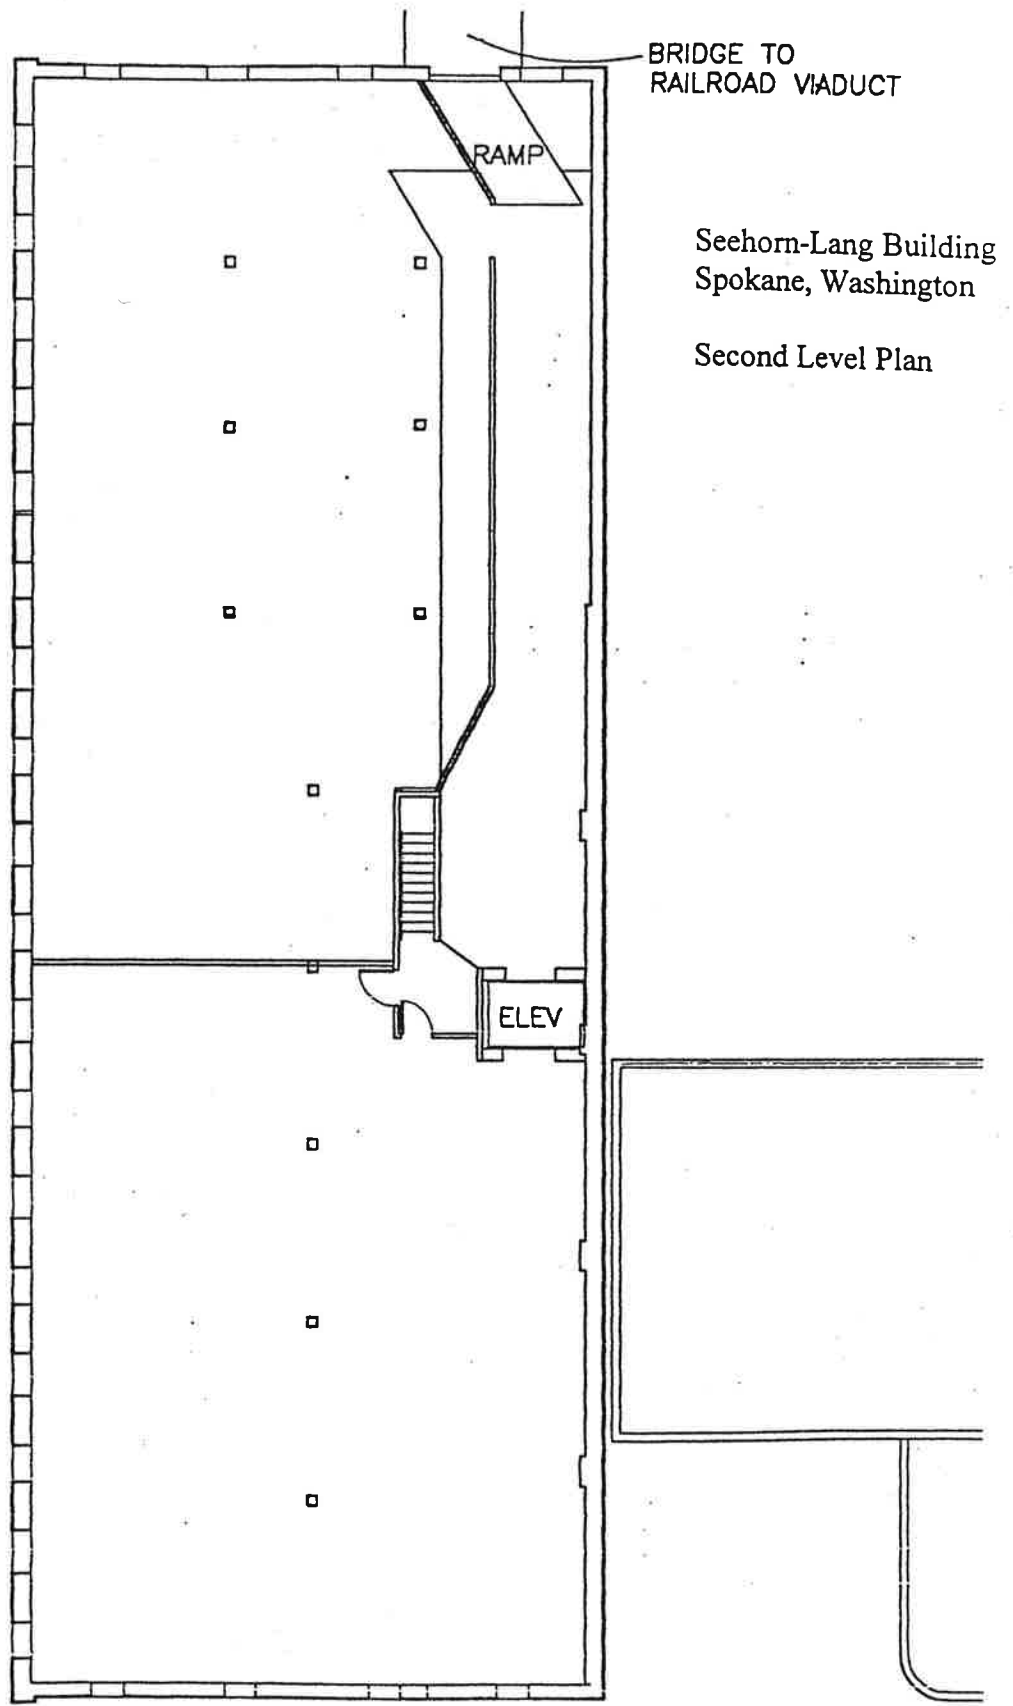 BRIDGE TO
RAILROAD VIADUCT
RAMP
Seehorn-Lang Building
Spokane, Washington
Second Level Plan
ELEV